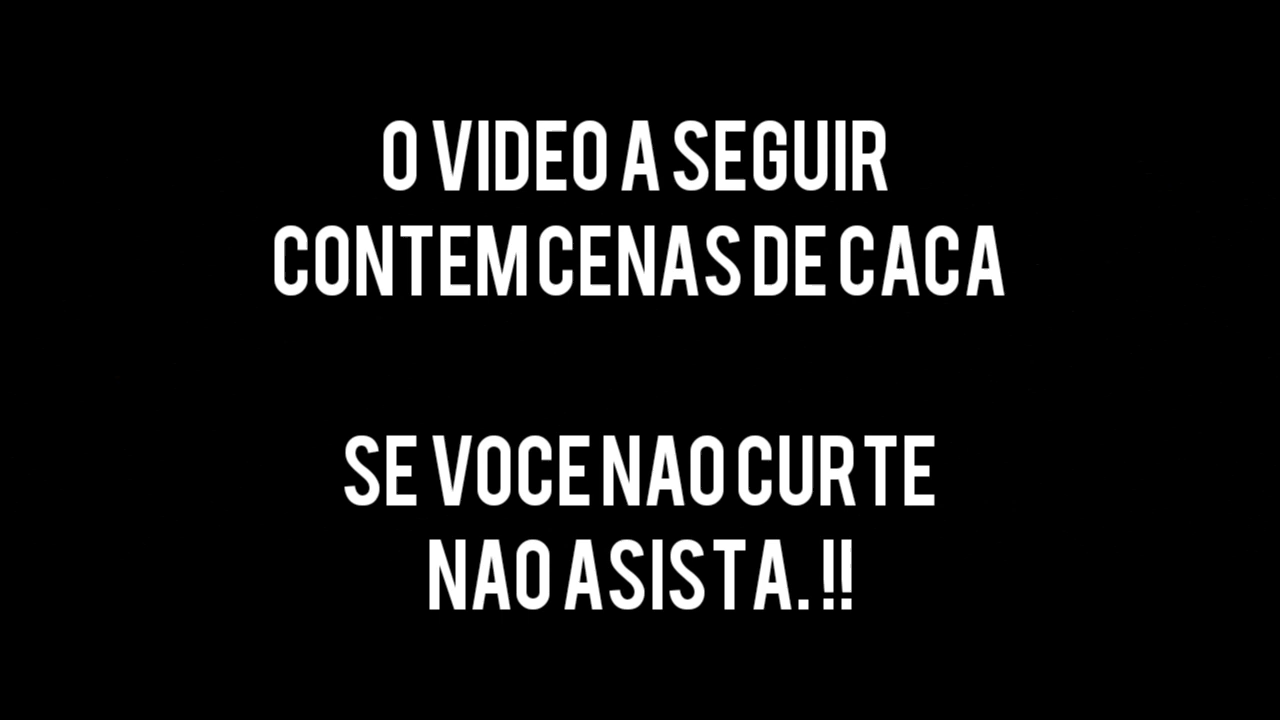 O VIDEO A SEGUIR
CONTEM CENAS DE CACA
SE VOCE NAO CURTE
NAO ASISTA. !!